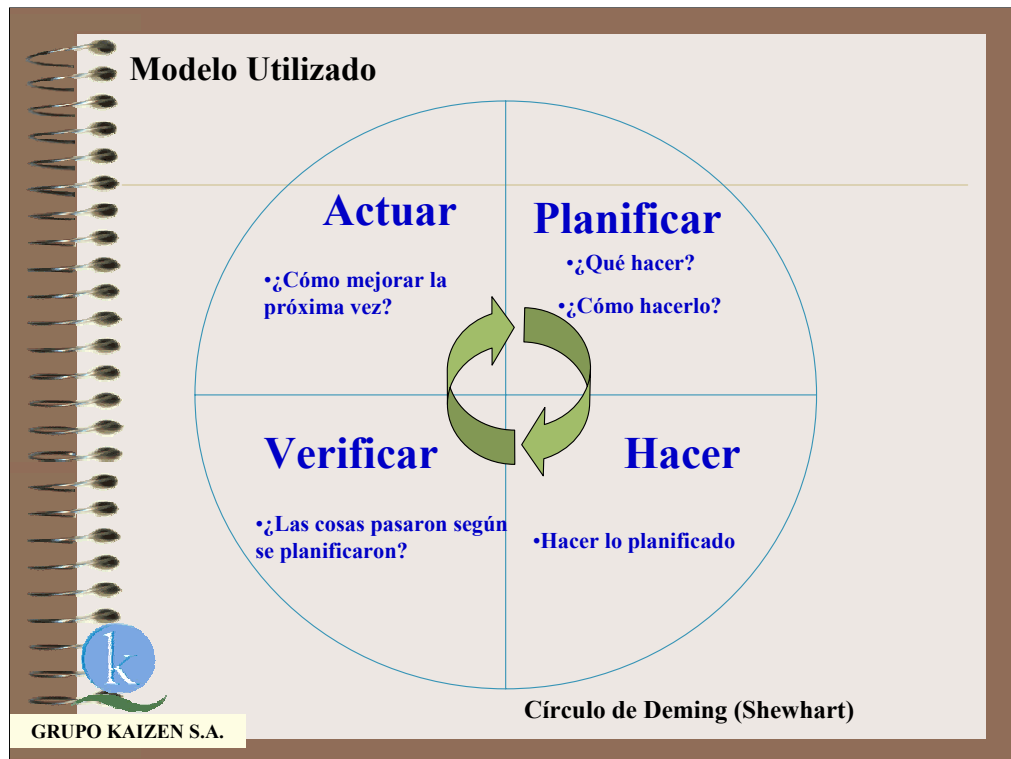 Modelo Utilizado
Actuar
•¿Cómo mejorar la
próxima vez?
Planificar
•¿Qué hacer?
•¿Cómo hacerlo?
Verificar
•¿Las cosas pasaron según
se planificaron?
Hacer
•Hacer lo planificado
Círculo de Deming (Shewhart)
k
GRUPO KAIZEN S.A.